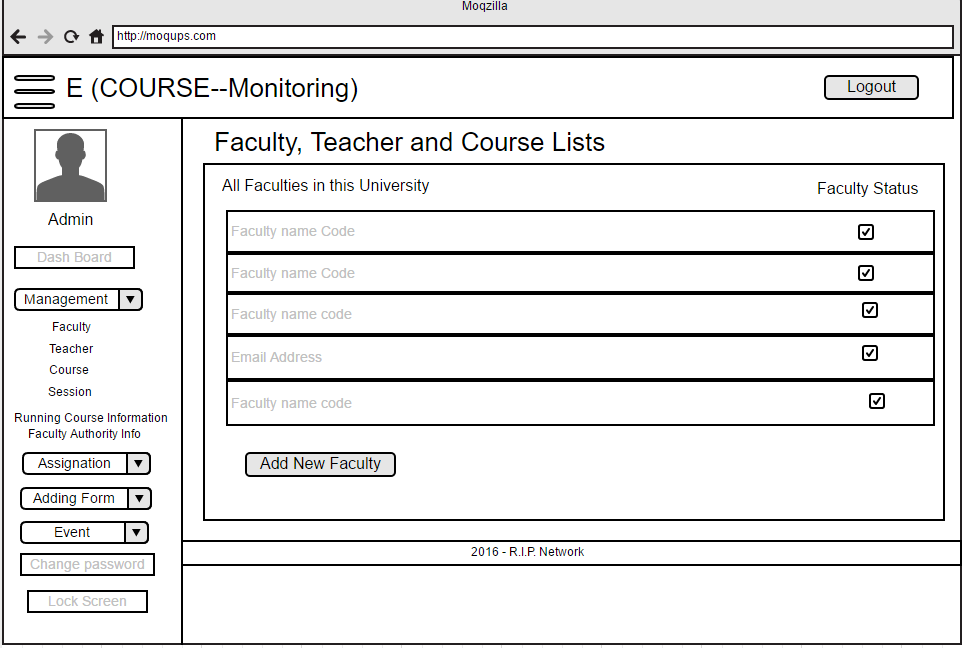 Moqzilla
http://moqups.com
E (COURSE--Monitoring)
Logout
Admin
Dash Board
Management
Faculty
Teacher
Course
Session
Running Course Information
Faculty Authority Info
Assignation
Adding Form
Event
Change password
Lock Screen
Faculty, Teacher and Course Lists
All Faculties in this University
Faculty Status
Faculty name Code
Faculty name Code
Faculty name code
Email Address
Faculty name code
Add New Faculty
2016 - R.I.P. Network